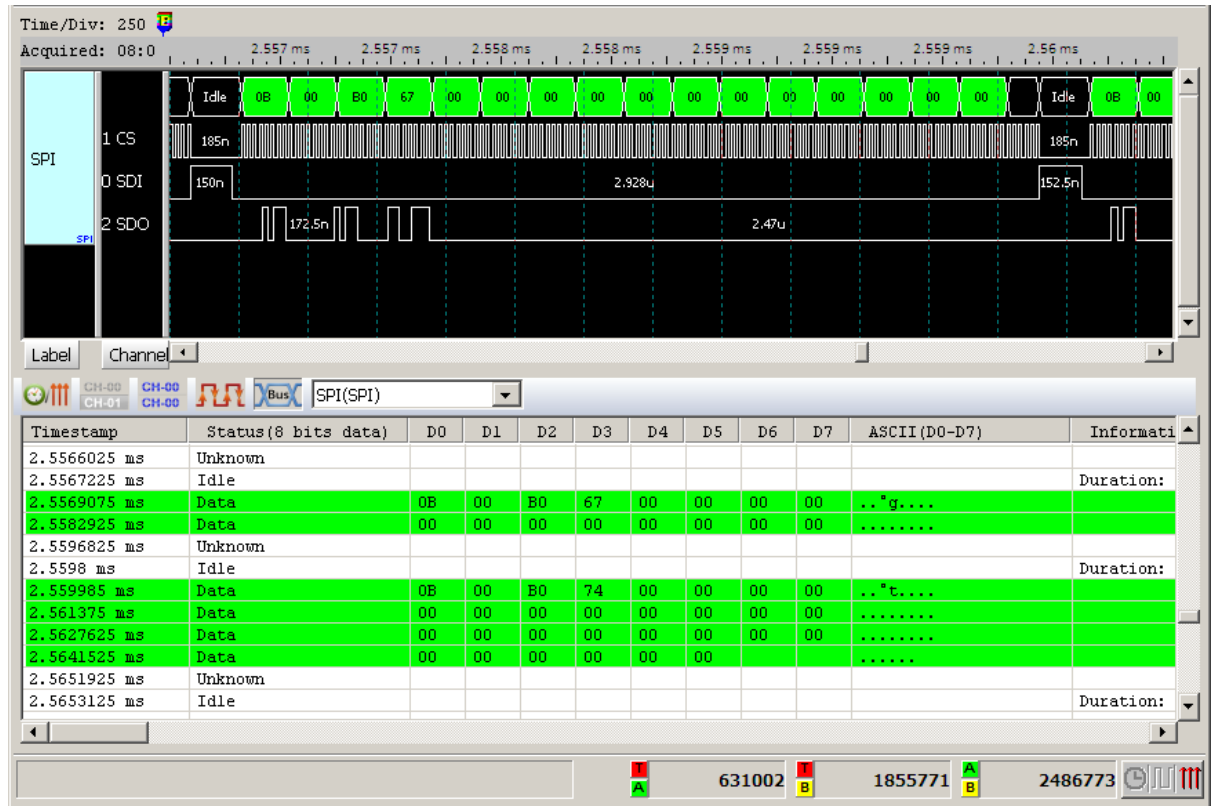 Time/Div: 250
Acquired: 08:0 2.557 ms 2.557 ms 2.558 ms 2.558 ms 2.559 ms 2.559 ms 2.559 ms 2.56 ms
Idle 0B 00 B0 67 00 00 00 00 00 00 00 00 00 00 00 00 Idle 0B 00
SPI
SPI
1 CS 185n 185n
0 SDI 150n 2.928u 152.5n
2 SDO 172.5n 2.47u
Label Channel
CH-00 CH-01 CH-00 CH-00 Bus SPI(SPI)
Timestamp Status(8 bits data) D0 D1 D2 D3 D4 D5 D6 D7 ASCII(D0-D7) Informati
2.5566025 ms Unknown
2.5567225 ms Idle Duration:
2.5569075 ms Data 0B 00 B0 67 00 00 00 00 ..°g....
2.5582925 ms Data 00 00 00 00 00 00 00 00 ........
2.5596825 ms Unknown
2.5598 ms Idle Duration:
2.559985 ms Data 0B 00 B0 74 00 00 00 00 ..°t....
2.561375 ms Data 00 00 00 00 00 00 00 00 ........
2.5627625 ms Data 00 00 00 00 00 00 00 00 ........
2.5641525 ms Data 00 00 00 00 00 00 ......
2.5651925 ms Unknown
2.5653125 ms Idle Duration:
T A 631002 T B 1855771 A B 2486773